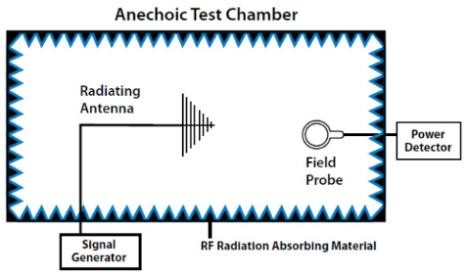 Anechoic Test Chamber
Radiating
Antenna
Power
Detector
Field
Probe
Signal
Generator
RF Radiation Absorbing Material